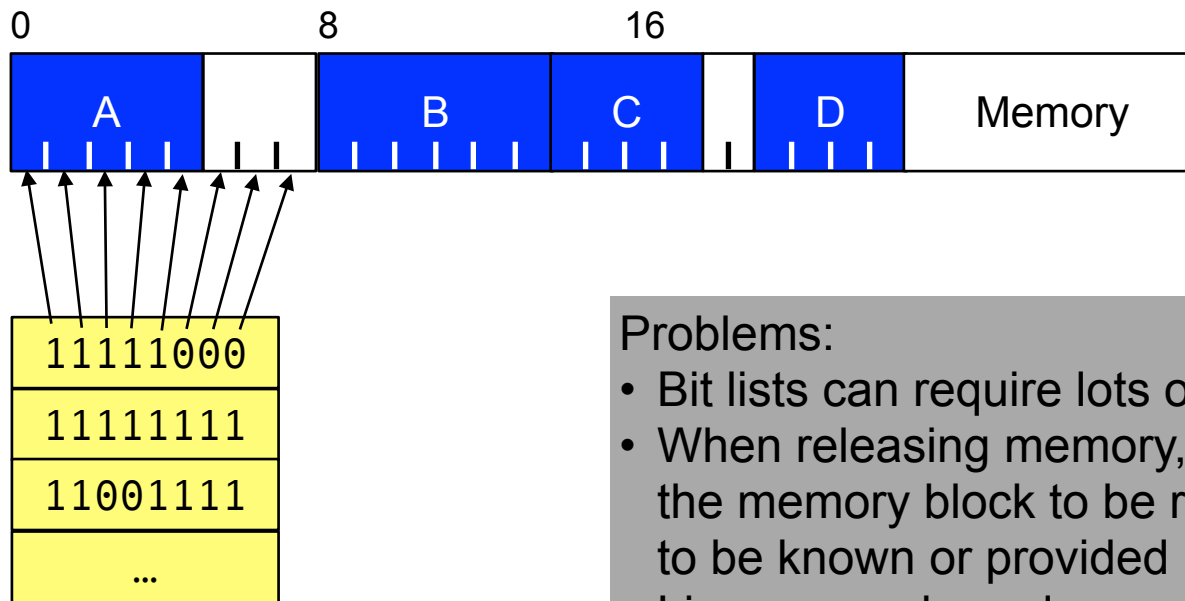 0 8 16
A B C D Memory
11111000
11111111
11001111
…
Problems:
• Bit lists can require lots
• When releasing memory,
the memory block to be
to be known or provided